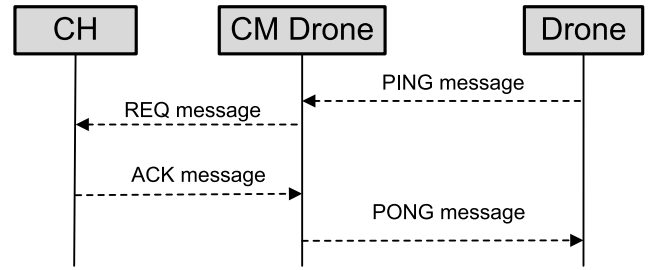 CH
CM Drone
Drone
PING message
REQ message
ACK message
PONG message